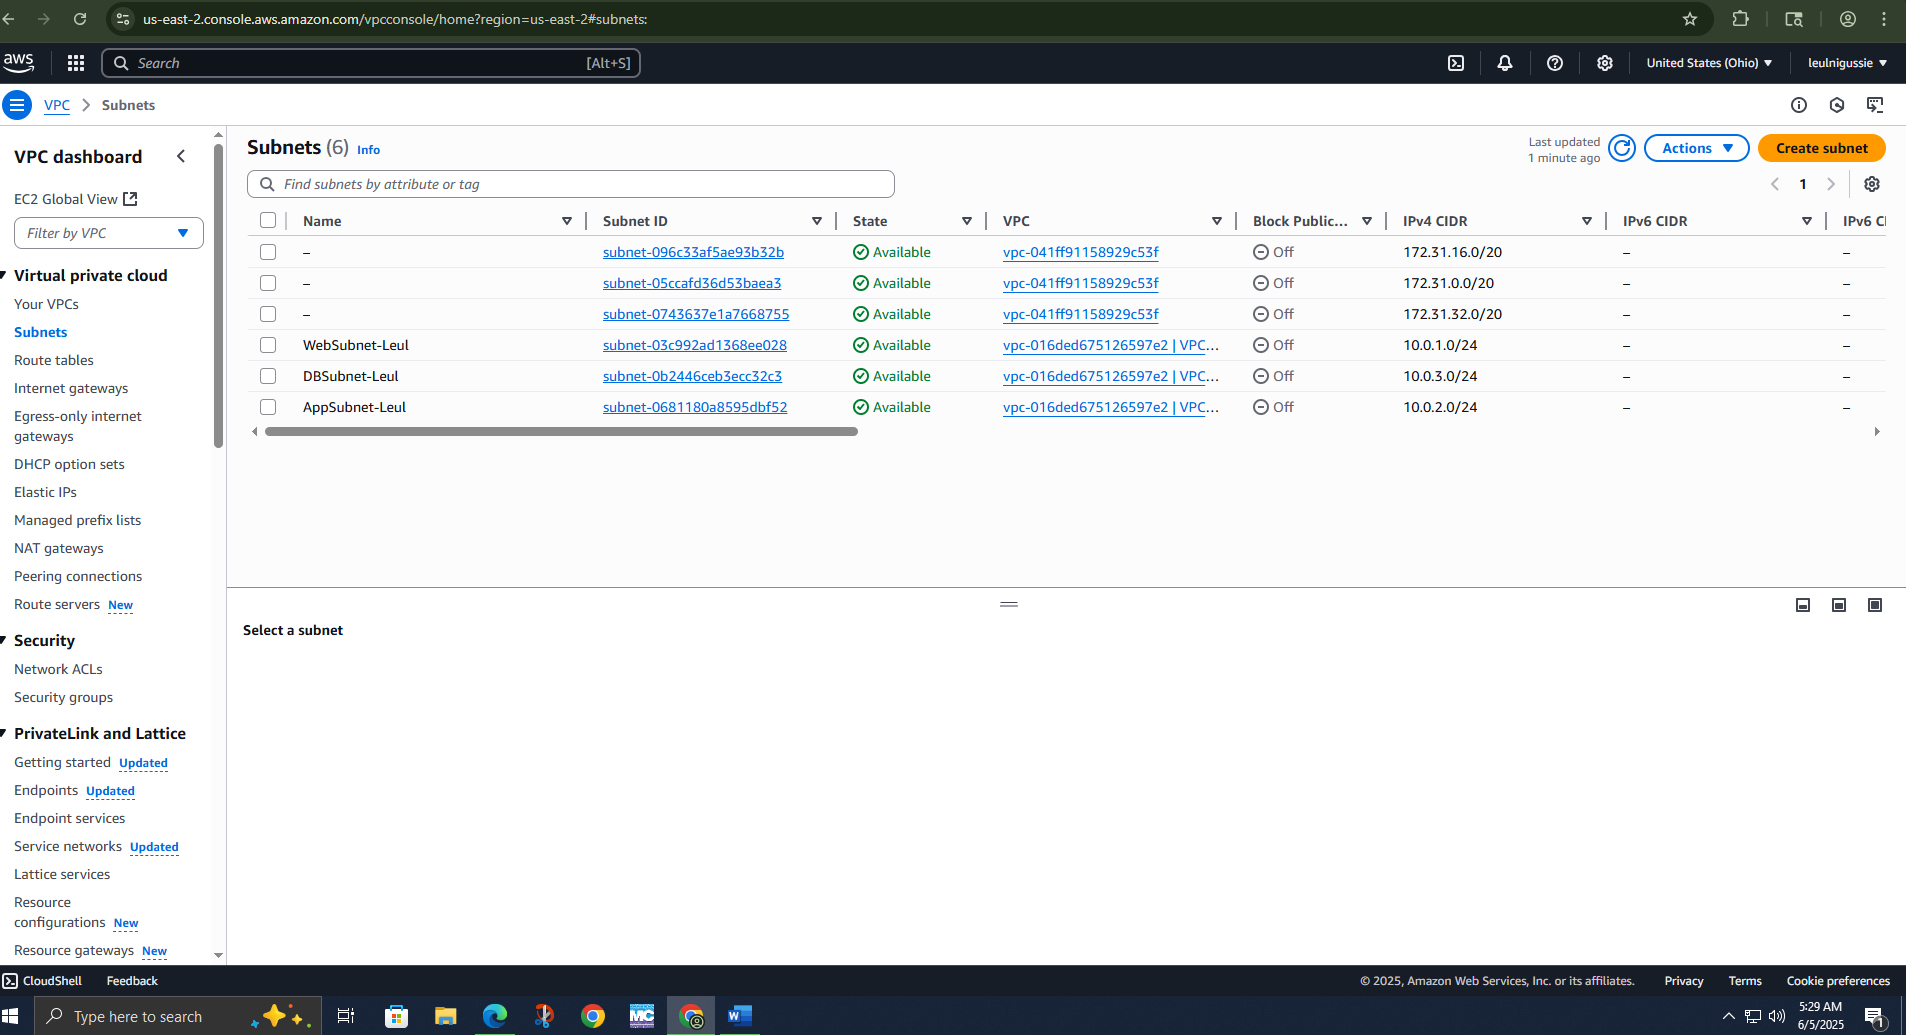 us-east-2.console.aws.amazon.com/vpcconsole/home?region=us-east-2#subnets:
aws
Search
[Alt+S]
United States (Ohio)
leulnigussie
VPC
Subnets
VPC dashboard
EC2 Global View
Filter by VPC
Virtual private cloud
Your VPCs
Subnets
Route tables
Internet gateways
Egress-only internet
gateways
DHCP option sets
Elastic IPs
Managed prefix lists
NAT gateways
Peering connections
Route servers New
Security
Network ACLs
Security groups
PrivateLink and Lattice
Getting started Updated
Endpoints Updated
Endpoint services
Service networks Updated
Lattice services
Resource
configurations New
Resource gateways New
Subnets (6) Info
Last updated
1 minute ago
Actions
Create subnet
Find subnets by attribute or tag
1
Name Subnet ID State VPC Block Public... IPv4 CIDR IPv6 CIDR IPv6 CI
– subnet-096c33af5ae93b32b Available vpc-041ff91158929c53f Off 172.31.16.0/20 – –
– subnet-05ccafd36d53baea3 Available vpc-041ff91158929c53f Off 172.31.0.0/20 – –
– subnet-0743637e1a7668755 Available vpc-041ff91158929c53f Off 172.31.32.0/20 – –
WebSubnet-Leul subnet-03c992ad1368ee028 Available vpc-016ded675126597e2 | VPC... Off 10.0.1.0/24 – –
DBSubnet-Leul subnet-0b2446ceb3ecc32c3 Available vpc-016ded675126597e2 | VPC... Off 10.0.3.0/24 – –
AppSubnet-Leul subnet-0681180a8595dbf52 Available vpc-016ded675126597e2 | VPC... Off 10.0.2.0/24 – –
Select a subnet
CloudShell
Feedback
© 2025, Amazon Web Services, Inc. or its affiliates.
Privacy
Terms
Cookie preferences
Type here to search
MC
W
5:29 AM
6/5/2025
1